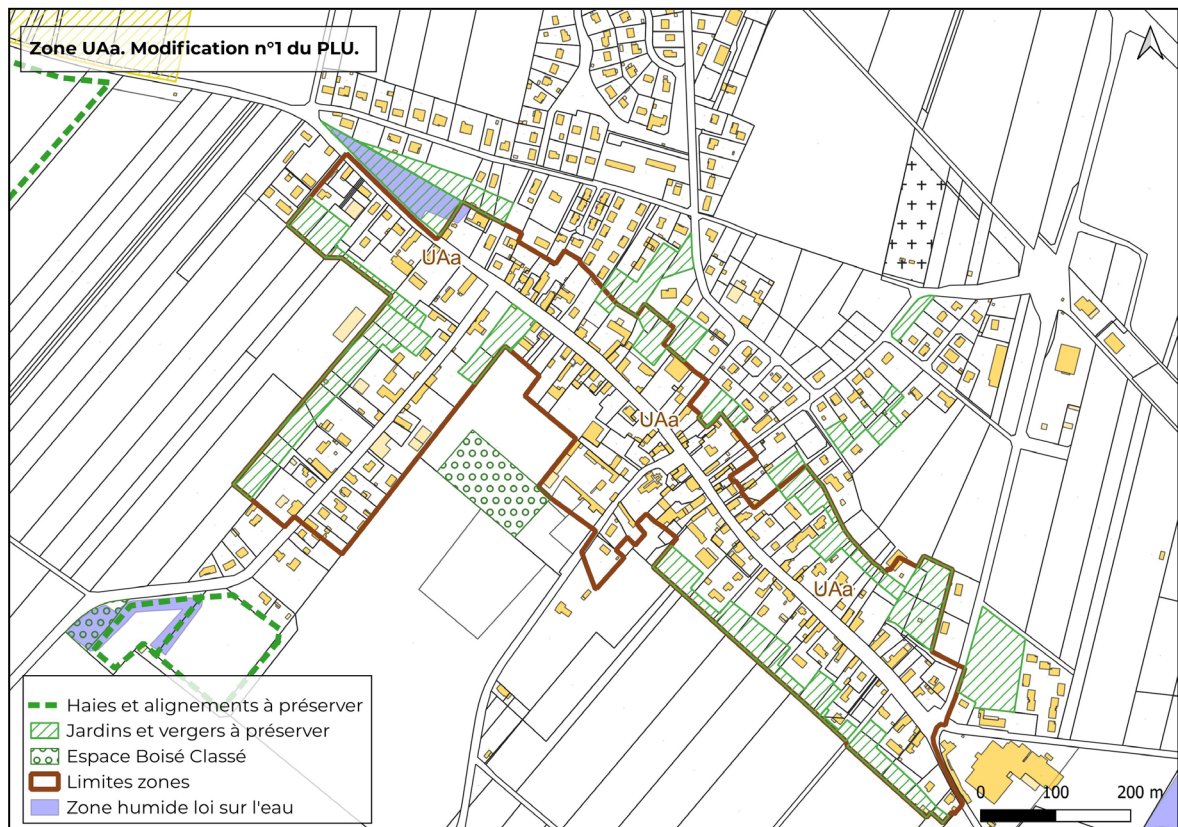 Zone UAa. Modification n°1 du PLU.
UAa
UAa
UAa
Haies et alignements à préserver
Jardins et vergers à préserver
Espace Boisé Classé
Limites zones
Zone humide loi sur l'eau
0 100 200 m